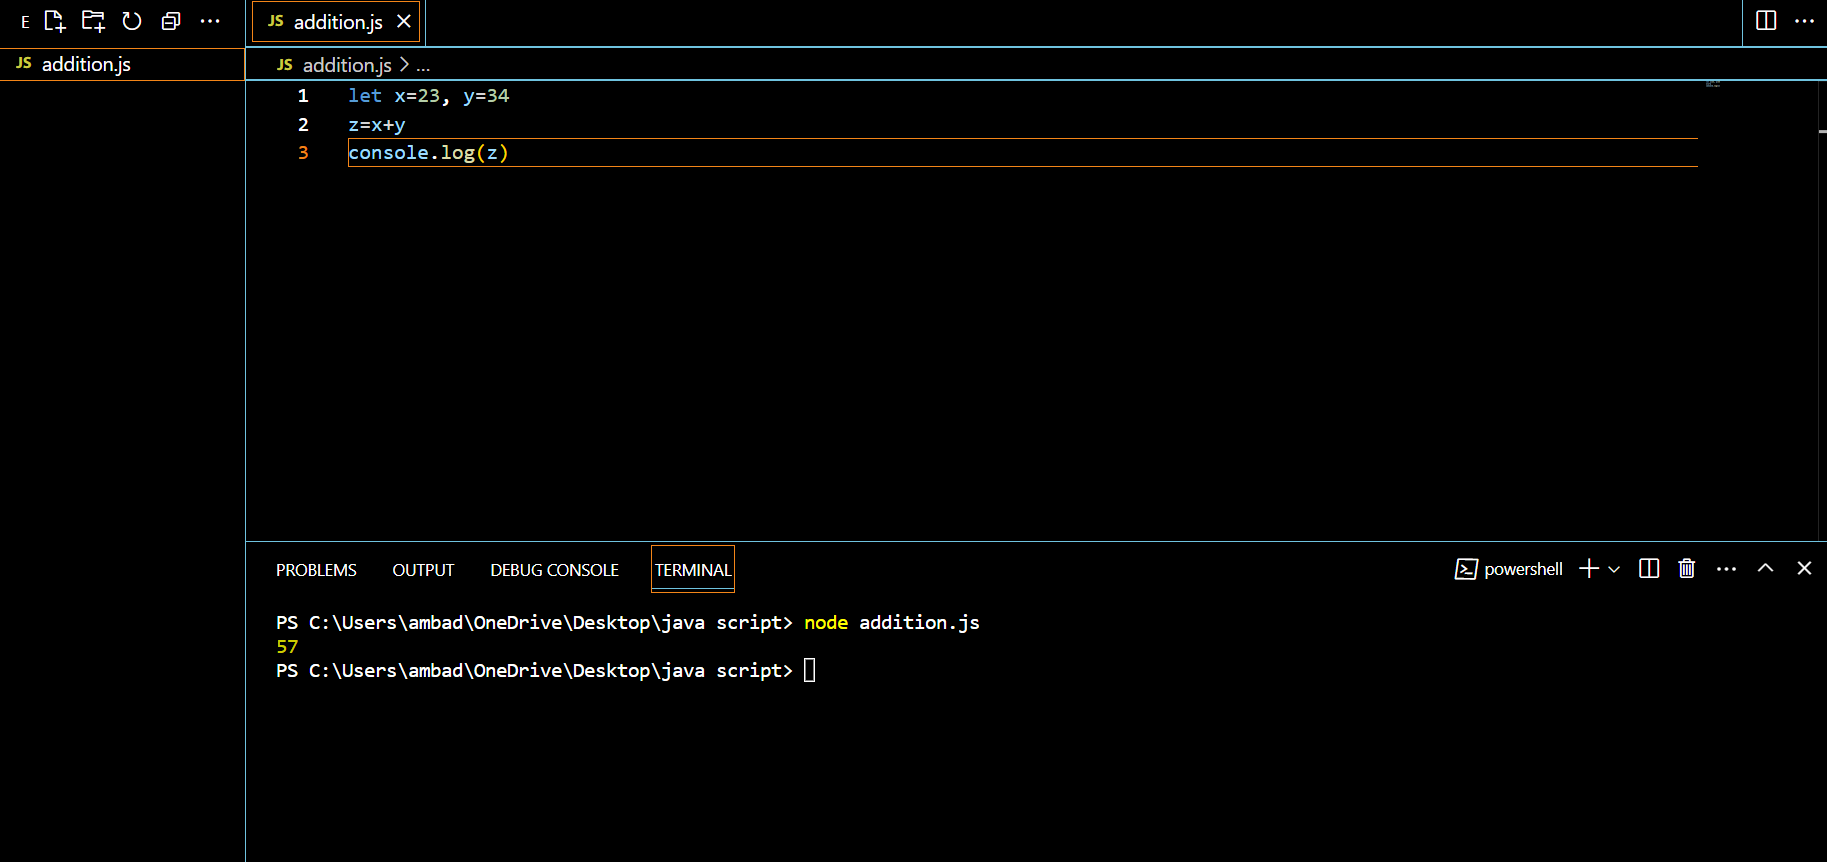 E
JS addition.js
JS addition.js
JS addition.js > ...
1 let x=23, y=34
2 z=x+y
3 console.log(z)
PROBLEMS OUTPUT DEBUG CONSOLE TERMINAL powershell
PS C:\Users\ambad\OneDrive\Desktop\java script> node addition.js
57
PS C:\Users\ambad\OneDrive\Desktop\java script>